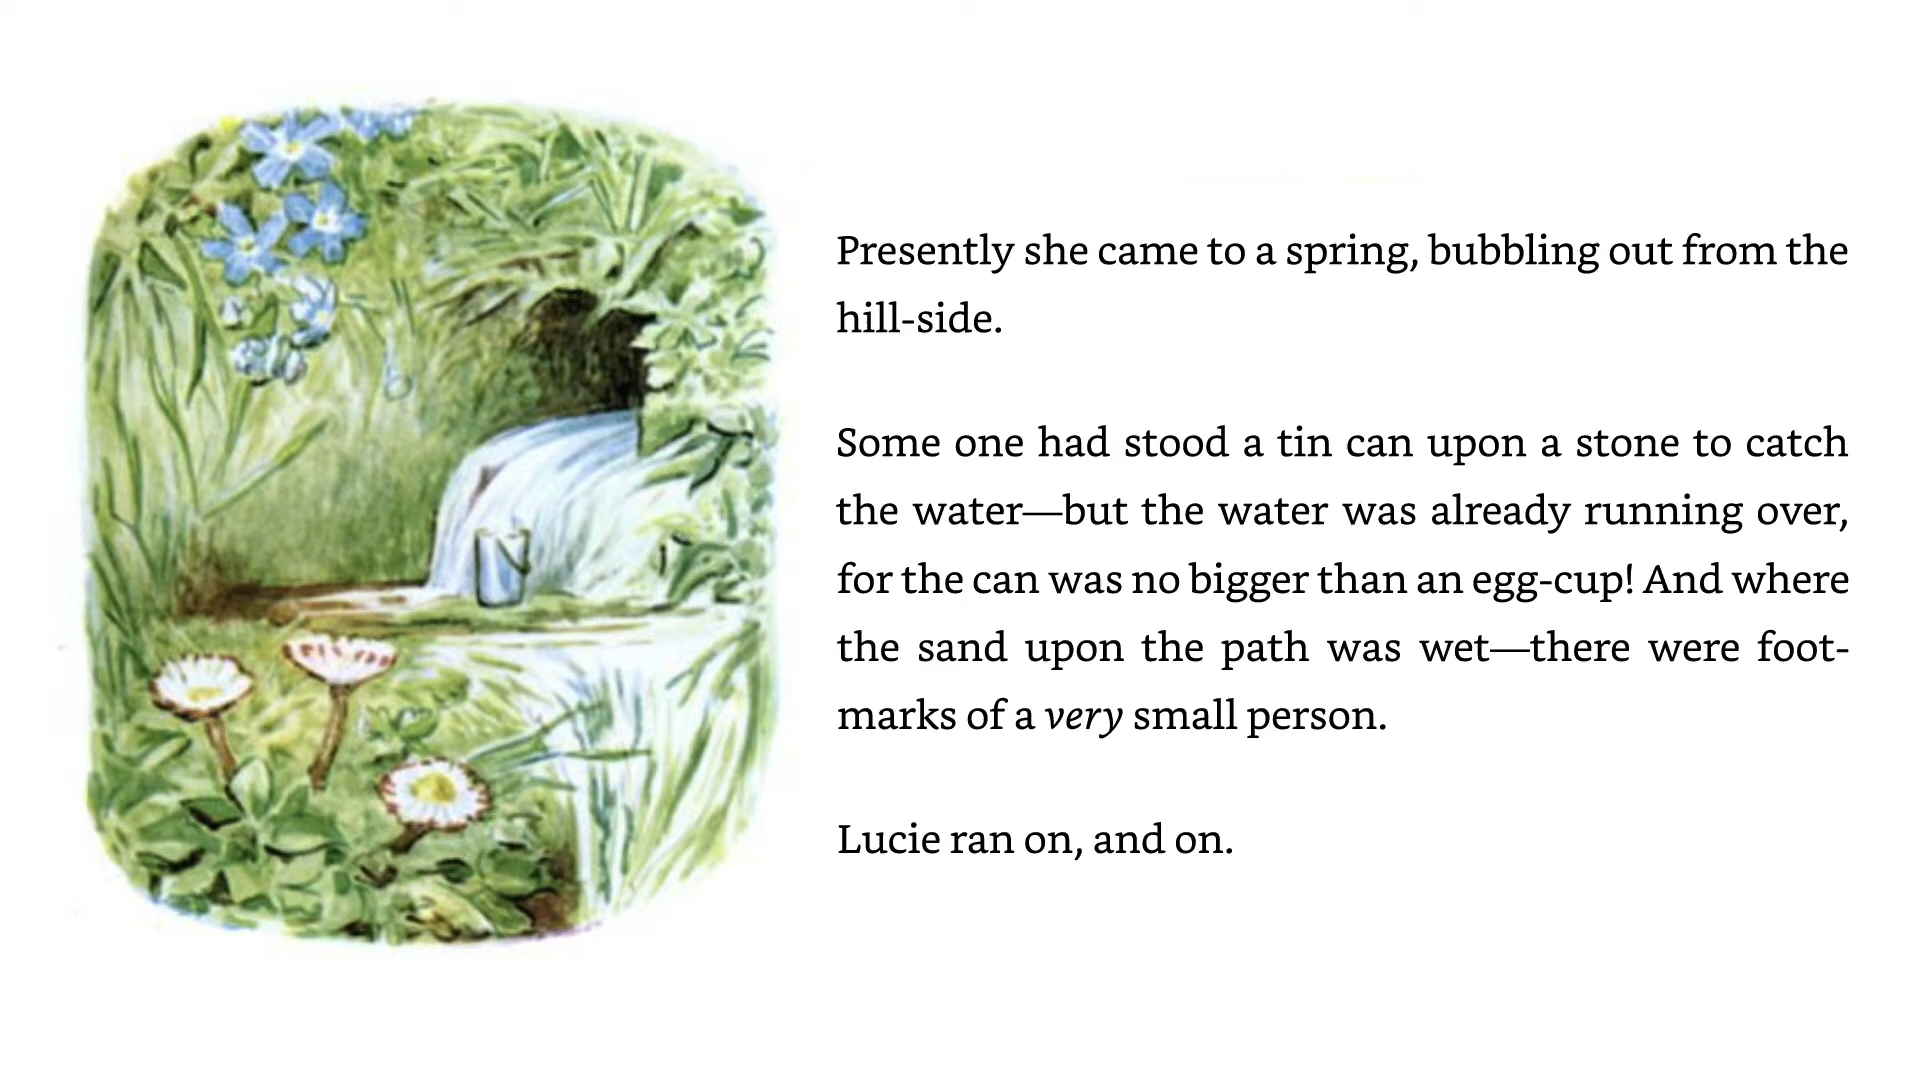 Presently she came to a spring, bubbling out from the
hill-side.
Some one had stood a tin can upon a stone to catch
the water—but the water was already running over,
for the can was no bigger than an egg-cup! And where
the sand upon the path was wet—there were foot-
marks of a very small person.
Lucie ran on, and on.